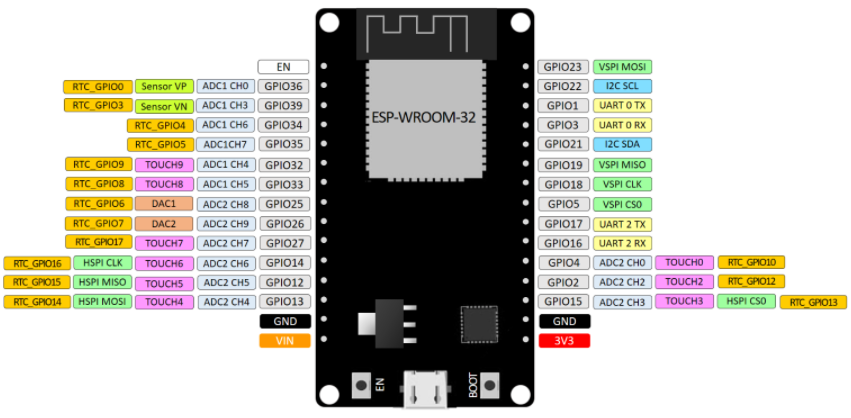 EN GPIO23 VSPI MOSI
RTC_GPIO0 Sensor VP ADC1 CH0 GPIO36 GPIO22 I2C SCL
RTC_GPIO3 Sensor VN ADC1 CH3 GPIO39 GPIO1 UART 0 TX
RTC_GPIO4 ADC1 CH6 GPIO34 ESP-WROOM-32 GPIO3 UART 0 RX
RTC_GPIO5 ADC1CH7 GPIO35 GPIO21 I2C SDA
RTC_GPIO9 TOUCH9 ADC1 CH4 GPIO32 GPIO19 VSPI MISO
RTC_GPIO8 TOUCH8 ADC1 CH5 GPIO33 GPIO18 VSPI CLK
RTC_GPIO6 DAC1 ADC2 CH8 GPIO25 GPIO5 VSPI CS0
RTC_GPIO7 DAC2 ADC2 CH9 GPIO26 GPIO17 UART 2 TX
RTC_GPIO17 TOUCH7 ADC2 CH7 GPIO27 GPIO16 UART 2 RX
RTC_GPIO16 HSPI CLK TOUCH6 ADC2 CH6 GPIO14 GPIO4 ADC2 CH0 TOUCH0 RTC_GPIO10
RTC_GPIO15 HSPI MISO TOUCH5 ADC2 CH5 GPIO12 GPIO2 ADC2 CH2 TOUCH2 RTC_GPIO12
RTC_GPIO14 HSPI MOSI TOUCH4 ADC2 CH4 GPIO13 GPIO15 ADC2 CH3 TOUCH3 HSPI CS0 RTC_GPIO13
GND GND
VIN 3V3
EN BOOT